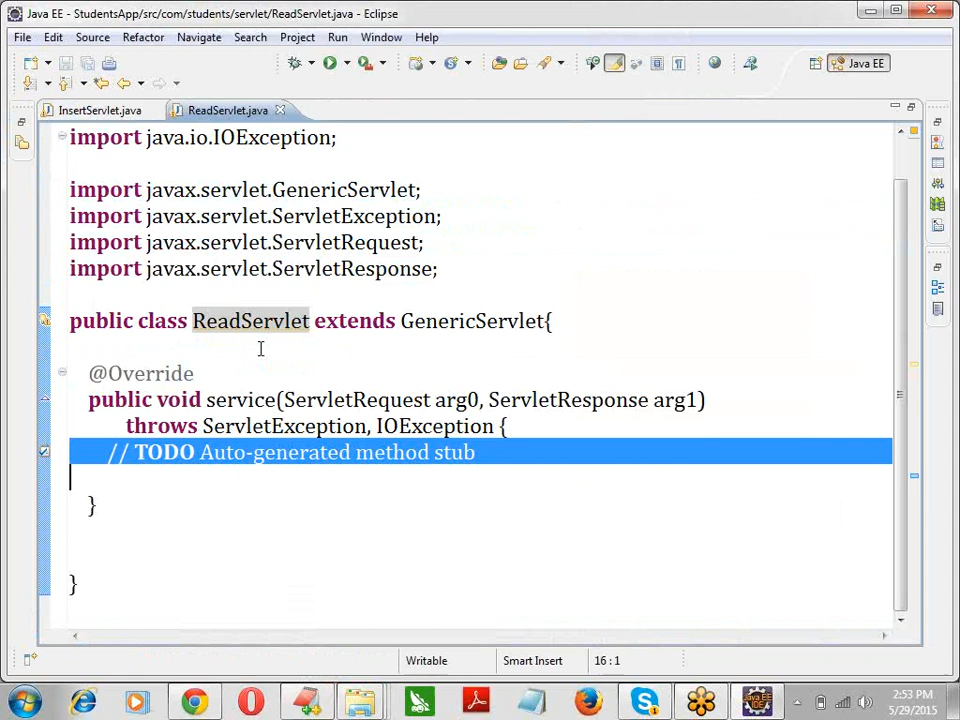 Java EE - StudentsApp/src/com/students/servlet/ReadServlet.java - Eclipse
File Edit Source Refactor Navigate Search Project Run Window Help
Java EE
InsertServlet.java ReadServlet.java
import java.io.IOException;
import javax.servlet.GenericServlet;
import javax.servlet.ServletException;
import javax.servlet.ServletRequest;
import javax.servlet.ServletResponse;
public class ReadServlet extends GenericServlet{
@Override
public void service(ServletRequest arg0, ServletResponse arg1)
throws ServletException, IOException {
// TODO Auto-generated method stub
}
}
Writable Smart Insert 16 : 1
Java EE
IDE
2:53 PM
5/29/2015